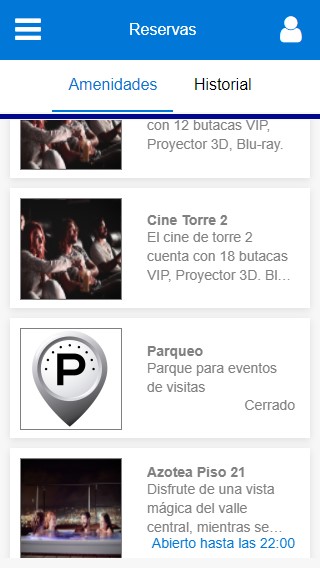 Reservas
Amenidades
Historial
con 12 butacas VIP,
Proyector 3D, Blu-ray.
Cine Torre 2
El cine de torre 2
cuenta con 18 butacas
VIP, Proyector 3D. Bl...
P
Parqueo
Parque para eventos
de visitas
Cerrado
Azotea Piso 21
Disfrute de una vista
mágica del valle
central, mientras se...
Abierto hasta las 22:00